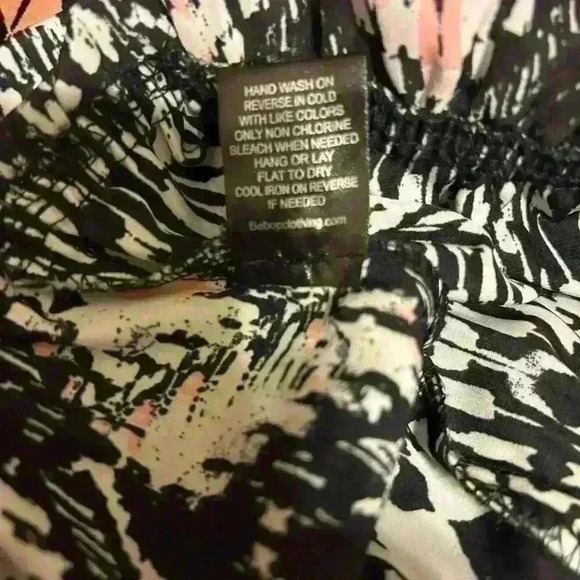 HAND WASH ON
REVERSE IN COLD
WITH LIKE COLORS
ONLY NON CHLORINE
BLEACH WHEN NEEDED
HANG OR LAY
FLAT TO DRY
COOL IRON ON REVERSE
IF NEEDED
Bebopclothing.com